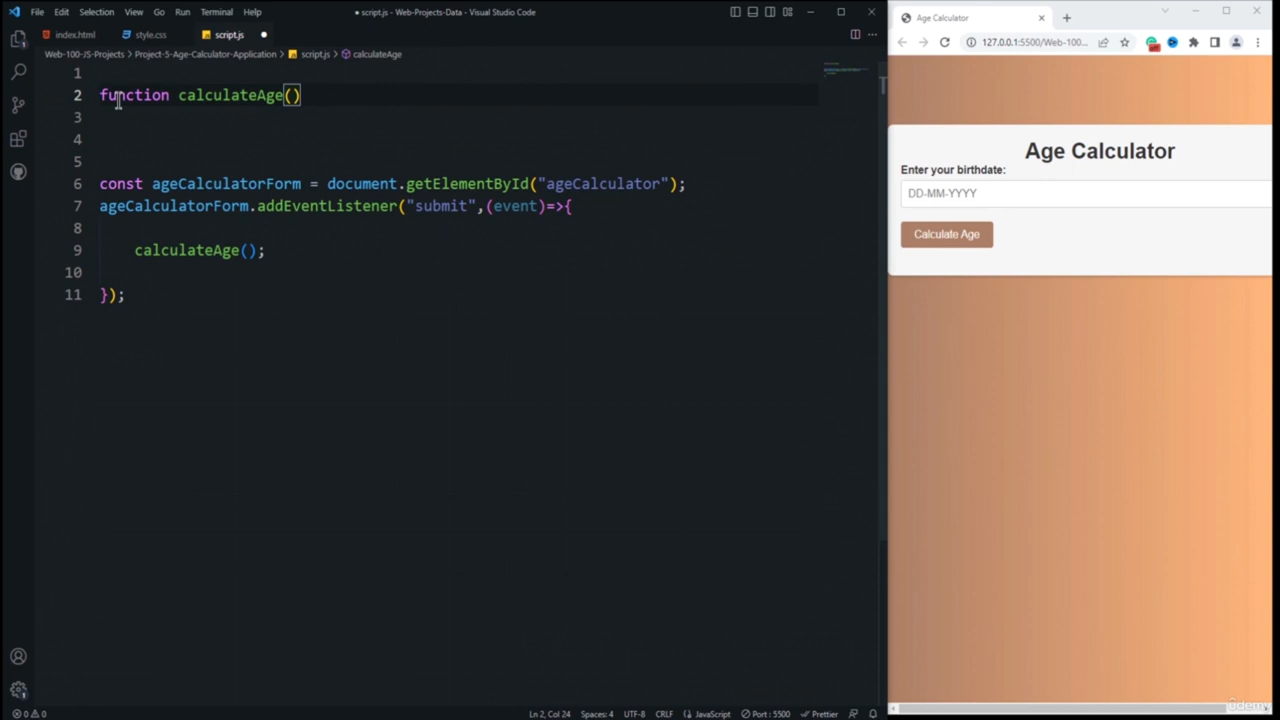 File Edit Selection View Go Run Terminal Help
● script.js - Web-Projects-Data - Visual Studio Code
index.html style.css script.js
Web-100-JS-Projects > Project-5-Age-Calculator-Application > script.js > calculateAge
1
2 function calculateAge()
3
4
5
6 const ageCalculatorForm = document.getElementById("ageCalculator");
7 ageCalculatorForm.addEventListener("submit",(event)=>{
8
9 calculateAge();
10
11 });
0 0
Ln 2, Col 24 Spaces: 4 UTF-8 CRLF {} JavaScript Port : 5500 Prettier
Age Calculator
127.0.0.1:5500/Web-100...
Age Calculator
Enter your birthdate:
DD-MM-YYYY
Calculate Age
udemy